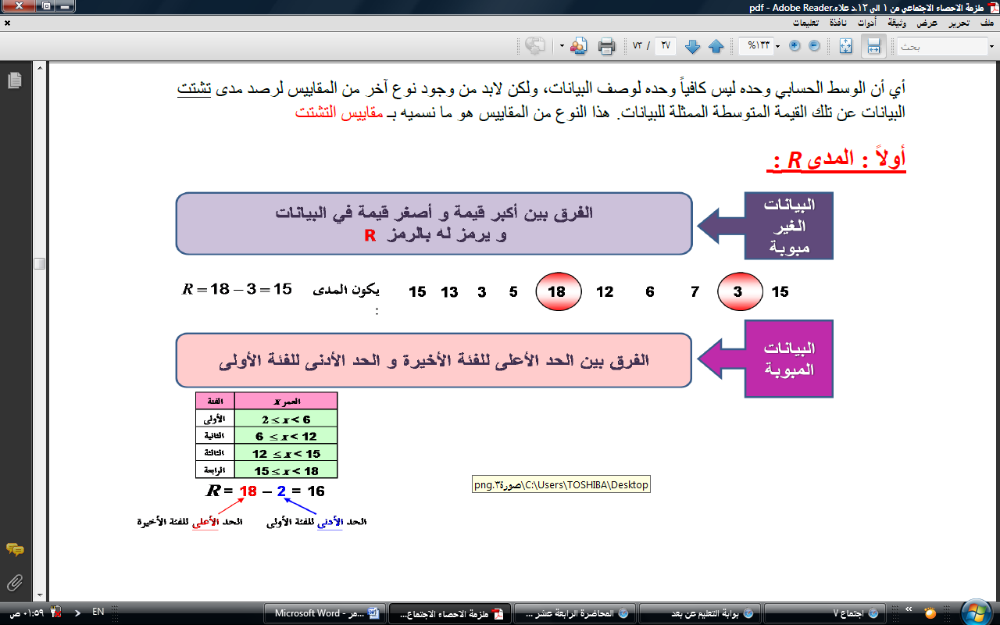 ملزمة الاحصاء الاجتماعي من ١ الى ١٢.د علاء.pdf - Adobe Reader
ملف تحرير عرض وثيقة أدوات نافذة تعليمات
٢٧ / ٧٣ ١٣٣% بحث
أي أن الوسط الحسابي وحده ليس كافياً وحده لوصف البيانات، ولكن لابد من وجود نوع آخر من المقاييس لرصد مدى تشتت
البيانات عن تلك القيمة المتوسطة الممثلة للبيانات. هذا النوع من المقاييس هو ما نسميه بـ مقاييس التشتت
أولاً : المدى R :
البيانات
الغير
مبوبة
الفرق بين أكبر قيمة و أصغر قيمة في البيانات
و يرمز له بالرمز R
15 13 3 5 18 12 6 7 3 15
يكون المدى
:
R = 18 − 3 = 15
البيانات
المبوبة
الفرق بين الحد الأعلى للفئة الأخيرة و الحد الأدنى للفئة الأولى
العمر x الفئة
الأولى 2 ≤ x < 6
الثانية 6 ≤ x < 12
الثالثة 12 ≤ x < 15
الرابعة 15 ≤ x < 18
R = 18 − 2 = 16
الحد الأدنى للفئة الأولى
الحد الأعلى للفئة الأخيرة
C:\Users\TOSHIBA\Desktop\صورة٣.png
اجتماع ٧
بوابة التعليم عن بعد
المحاضرة الرابعة عشر ...
ملزمة الاحصاء الاجتماع...
...مر - Microsoft Word
EN
٠١:٥٩ ص